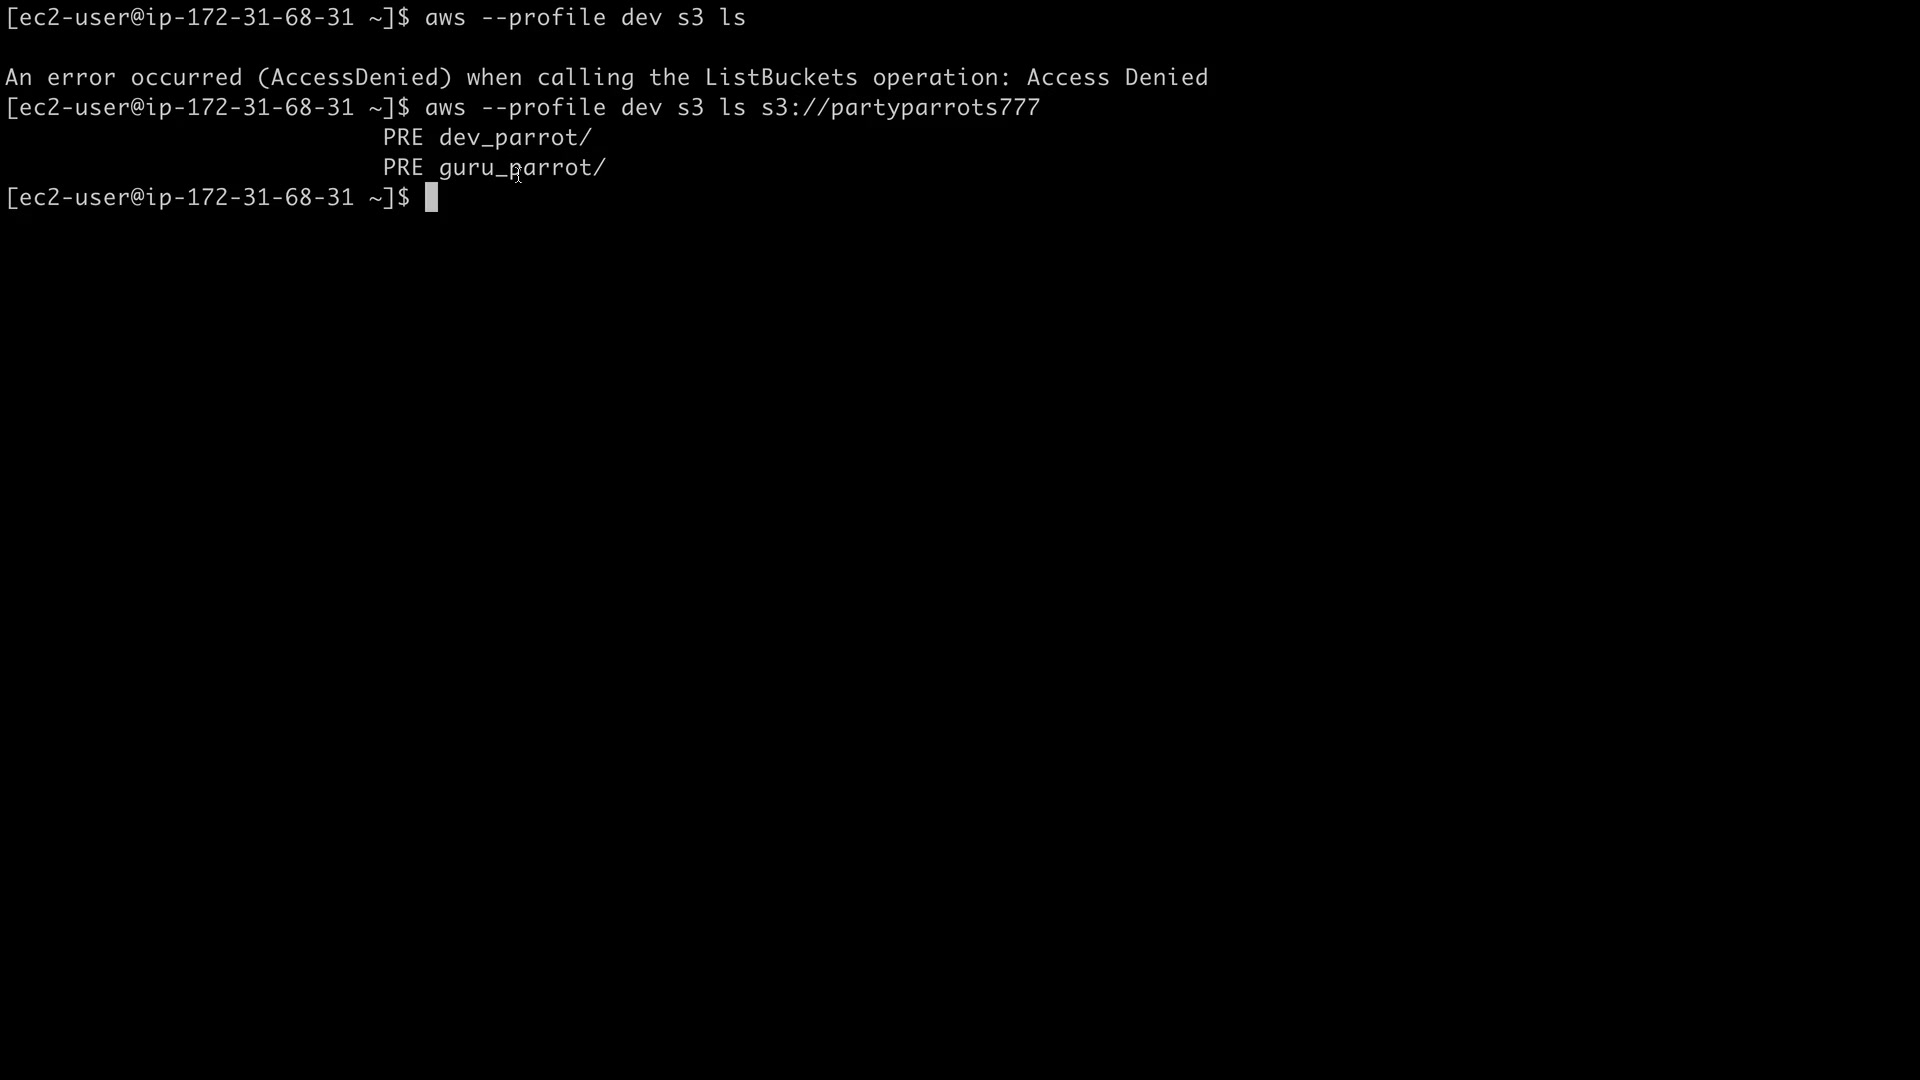 [ec2-user@ip-172-31-68-31 ~]$ aws --profile dev s3 ls
An error occurred (AccessDenied) when calling the ListBuckets operation: Access Denied
[ec2-user@ip-172-31-68-31 ~]$ aws --profile dev s3 ls s3://partyparrots777
PRE dev_parrot/
PRE guru_parrot/
[ec2-user@ip-172-31-68-31 ~]$